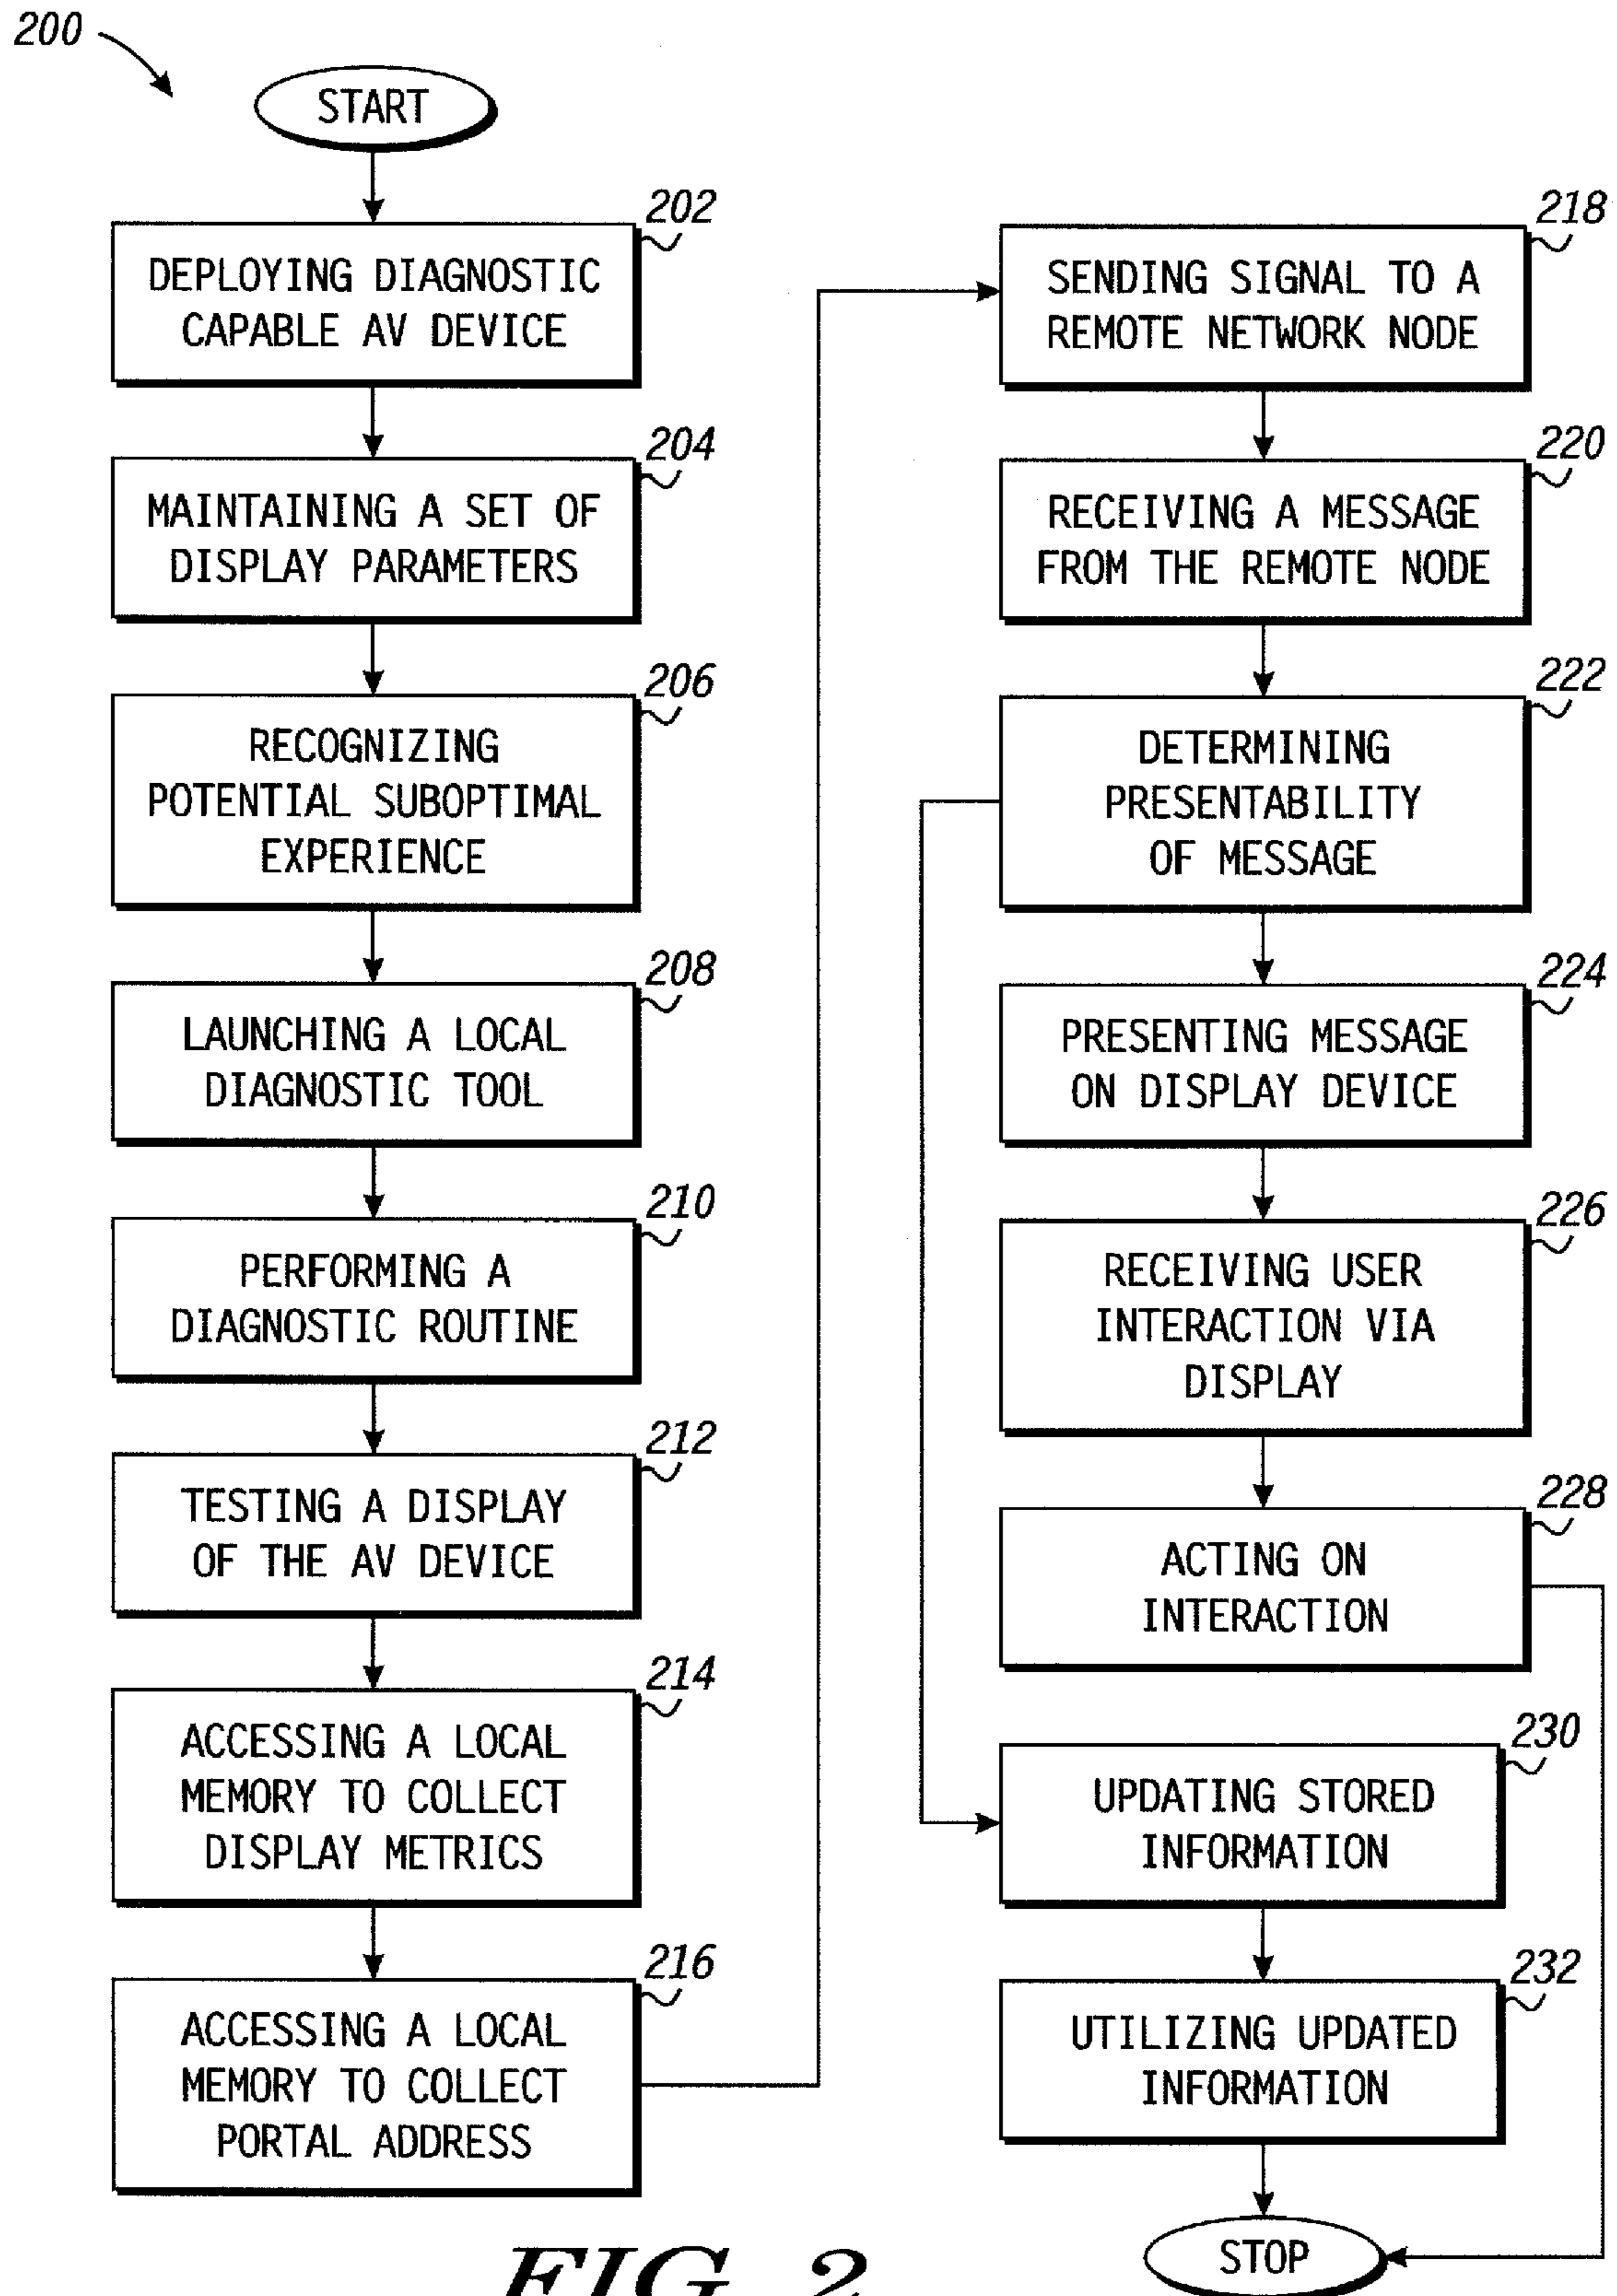 200
START
202
DEPLOYING DIAGNOSTIC
CAPABLE AV DEVICE
204
MAINTAINING A SET OF
DISPLAY PARAMETERS
206
RECOGNIZING
POTENTIAL SUBOPTIMAL
EXPERIENCE
208
LAUNCHING A LOCAL
DIAGNOSTIC TOOL
210
PERFORMING A
DIAGNOSTIC ROUTINE
212
TESTING A DISPLAY
OF THE AV DEVICE
214
ACCESSING A LOCAL
MEMORY TO COLLECT
DISPLAY METRICS
216
ACCESSING A LOCAL
MEMORY TO COLLECT
PORTAL ADDRESS
218
SENDING SIGNAL TO A
REMOTE NETWORK NODE
220
RECEIVING A MESSAGE
FROM THE REMOTE NODE
222
DETERMINING
PRESENTABILITY
OF MESSAGE
224
PRESENTING MESSAGE
ON DISPLAY DEVICE
226
RECEIVING USER
INTERACTION VIA
DISPLAY
228
ACTING ON
INTERACTION
230
UPDATING STORED
INFORMATION
232
UTILIZING UPDATED
INFORMATION
STOP
FIG. 2